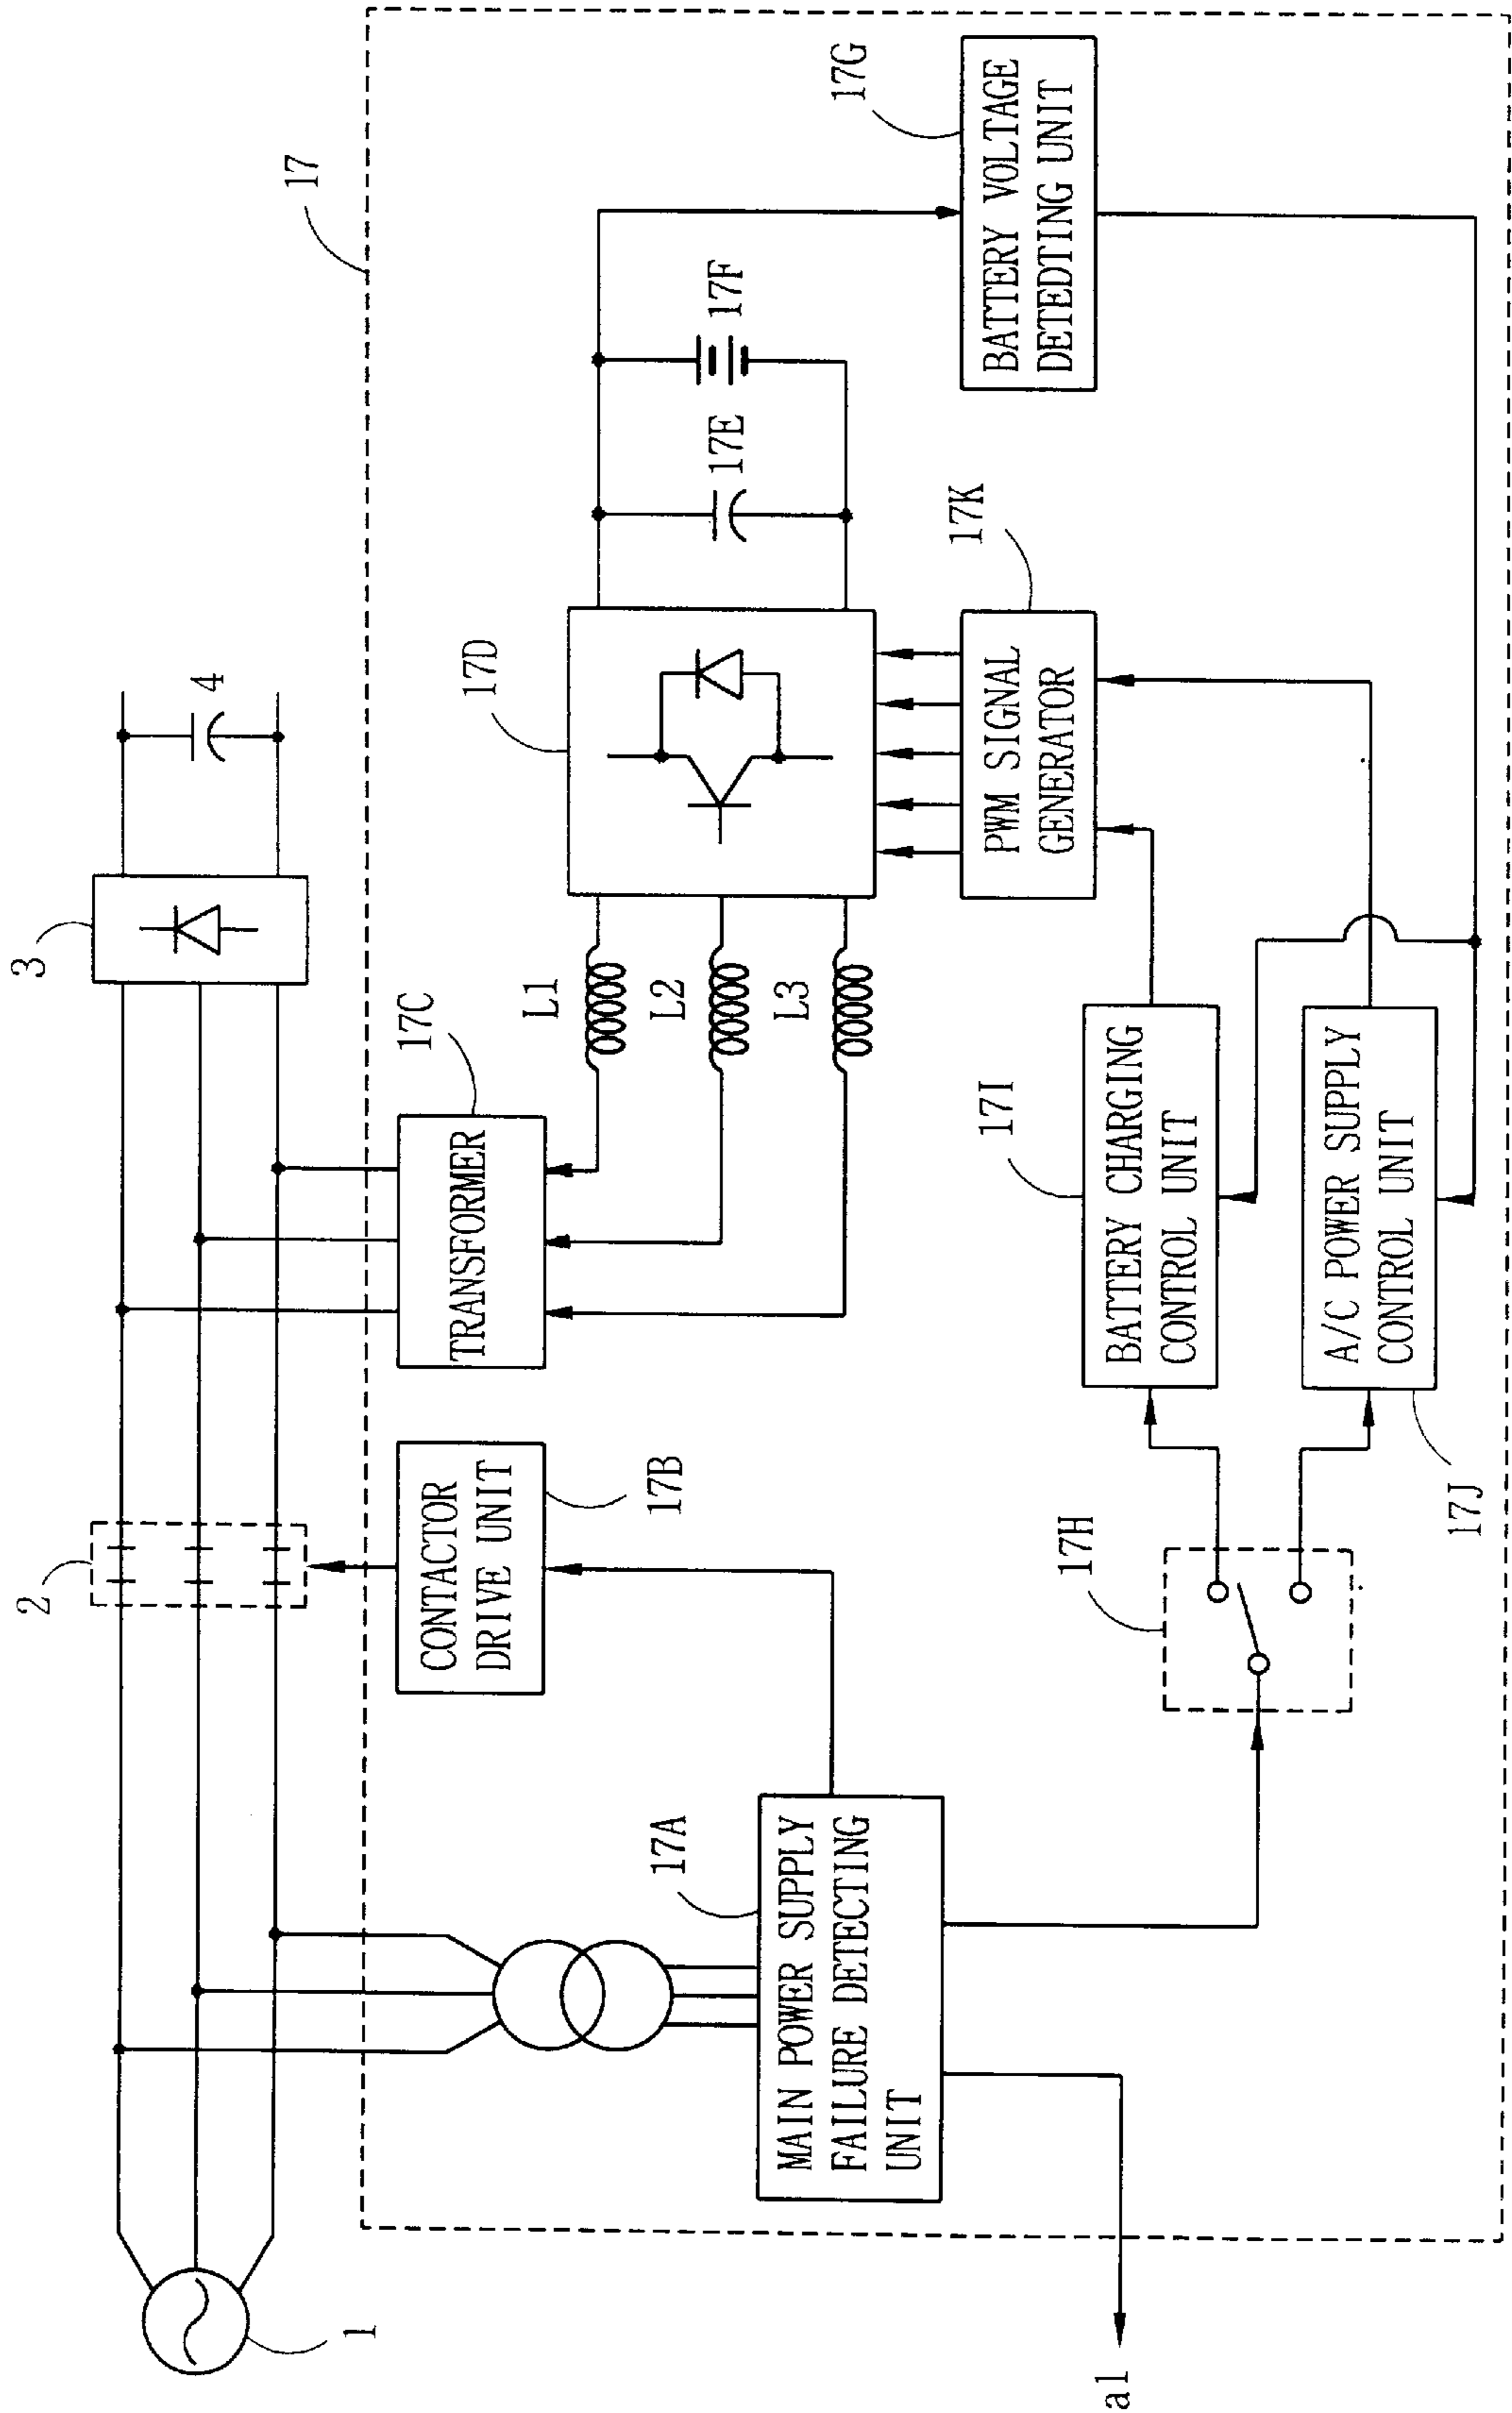 1
2
3
4
17
17A
MAIN POWER SUPPLY
FAILURE DETECTING
UNIT
a1
CONTACTOR
DRIVE UNIT
17B
17C
TRANSFORMER
L1
L2
L3
17D
17E
17F
17G
BATTERY VOLTAGE
DETEDTING UNIT
17H
17I
BATTERY CHARGING
CONTROL UNIT
A/C POWER SUPPLY
CONTROL UNIT
17J
17K
PWM SIGNAL
GENERATOR